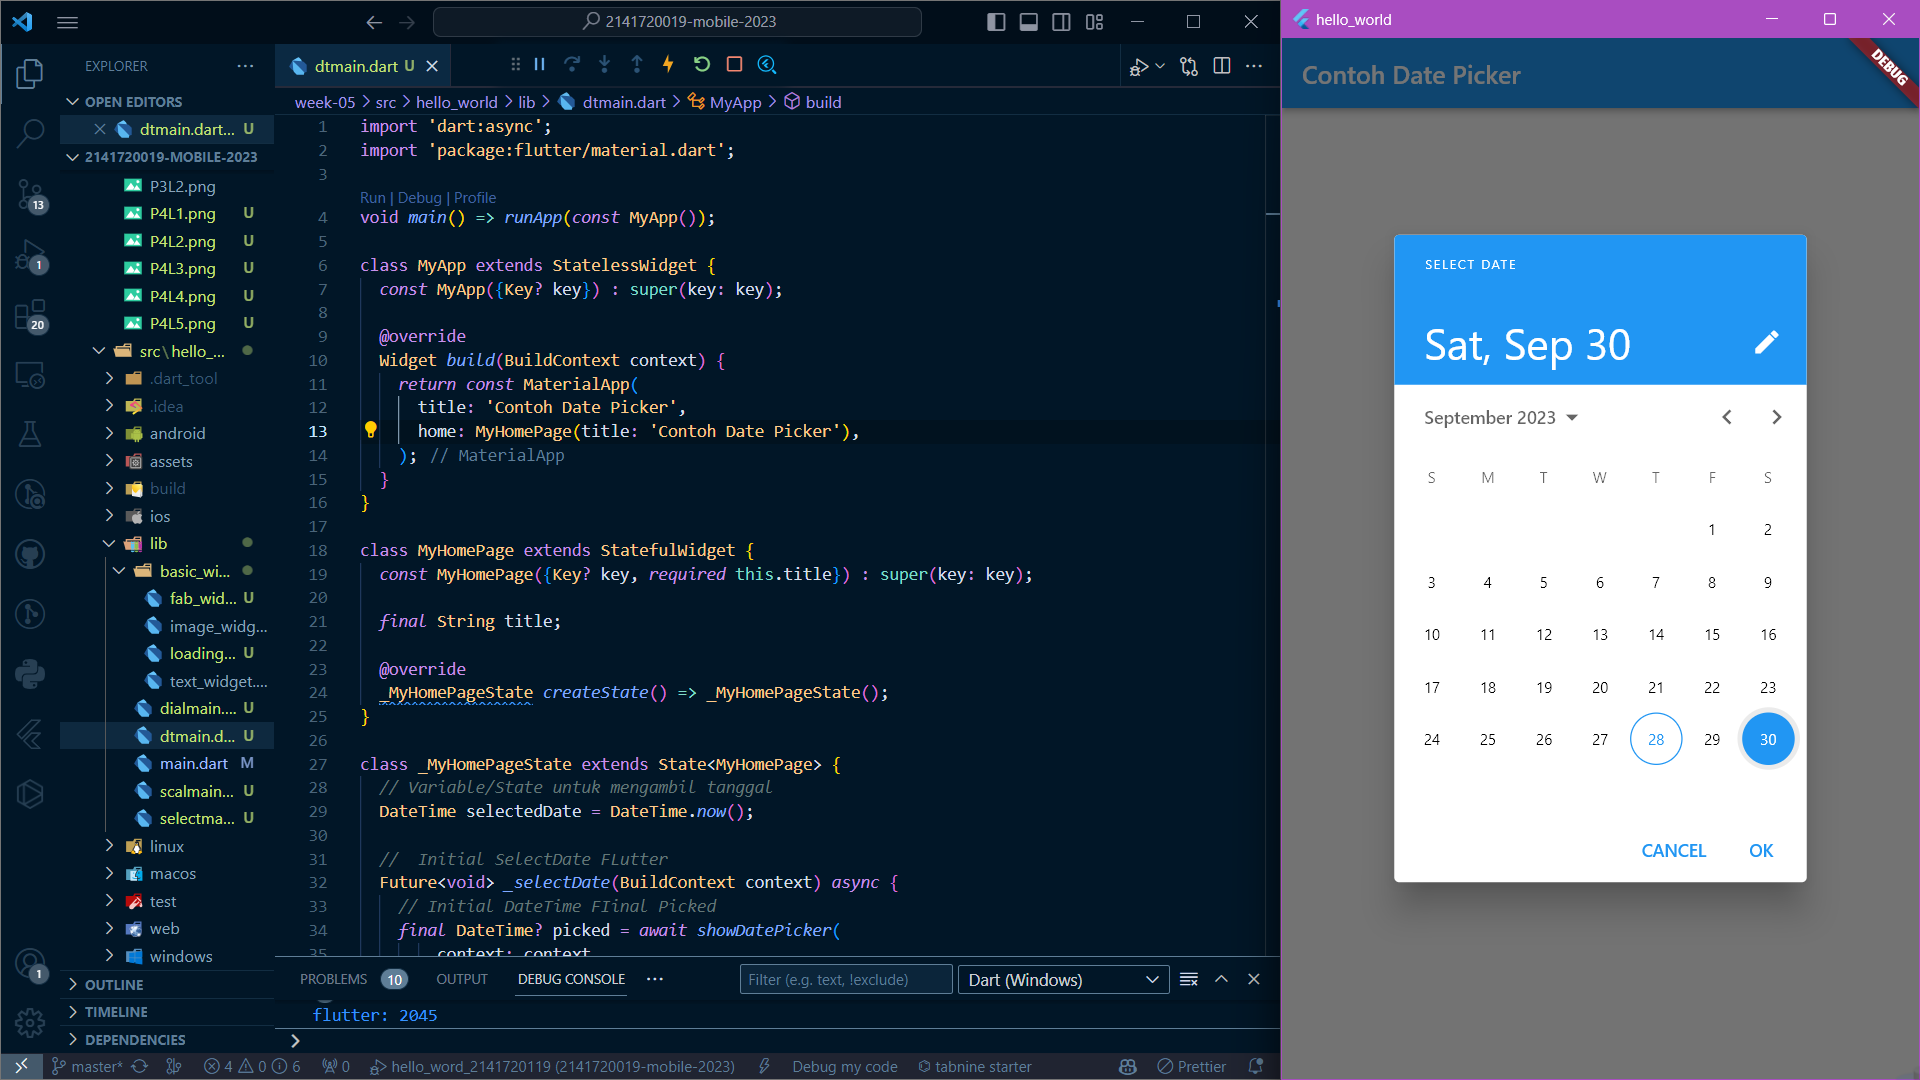 2141720019-mobile-2023
EXPLORER
OPEN EDITORS
dtmain.dart... U
2141720019-MOBILE-2023
P3L2.png
P4L1.png U
P4L2.png U
P4L3.png U
P4L4.png U
P4L5.png U
src\hello_...
.dart_tool
.idea
android
assets
build
ios
lib
basic_wi...
fab_wid... U
image_widg...
loading... U
text_widget....
dialmain.... U
dtmain.d... U
main.dart M
scalmain... U
selectma... U
linux
macos
test
web
windows
OUTLINE
TIMELINE
DEPENDENCIES
13
1
20
1
dtmain.dart U
week-05 > src > hello_world > lib > dtmain.dart > MyApp > build
1 import 'dart:async';
2 import 'package:flutter/material.dart';
3
Run | Debug | Profile
4 void main() => runApp(const MyApp());
5
6 class MyApp extends StatelessWidget {
7 const MyApp({Key? key}) : super(key: key);
8
9 @override
10 Widget build(BuildContext context) {
11 return const MaterialApp(
12 title: 'Contoh Date Picker',
13 home: MyHomePage(title: 'Contoh Date Picker'),
14 ); // MaterialApp
15 }
16 }
17
18 class MyHomePage extends StatefulWidget {
19 const MyHomePage({Key? key, required this.title}) : super(key: key);
20
21 final String title;
22
23 @override
24 _MyHomePageState createState() => _MyHomePageState();
25 }
26
27 class _MyHomePageState extends State<MyHomePage> {
28 // Variable/State untuk mengambil tanggal
29 DateTime selectedDate = DateTime.now();
30
31 // Initial SelectDate FLutter
32 Future<void> _selectDate(BuildContext context) async {
33 // Initial DateTime FIinal Picked
34 final DateTime? picked = await showDatePicker(
35 context: context
PROBLEMS 10 OUTPUT DEBUG CONSOLE Filter (e.g. text, !exclude) Dart (Windows)
flutter: 2045
master* 4 0 6 0 hello_word_2141720119 (2141720019-mobile-2023) Debug my code tabnine starter Prettier
hello_world
Contoh Date Picker
DEBUG
SELECT DATE
Sat, Sep 30
September 2023
S M T W T F S
1 2
3 4 5 6 7 8 9
10 11 12 13 14 15 16
17 18 19 20 21 22 23
24 25 26 27 28 29 30
CANCEL OK